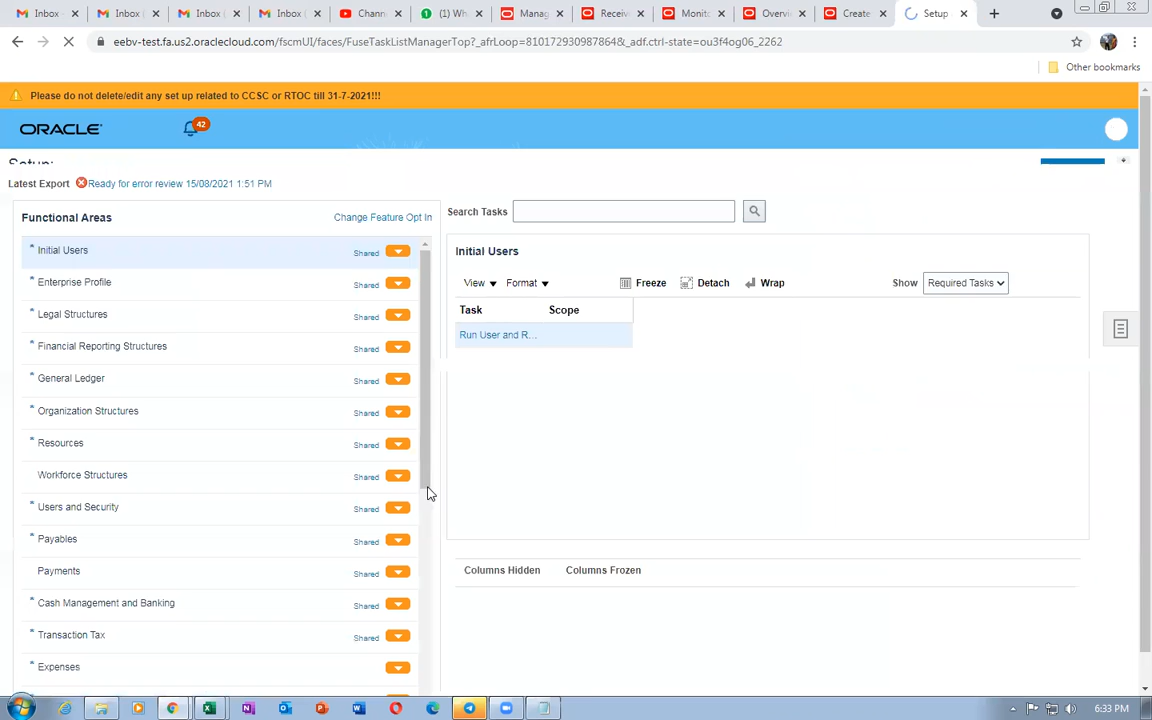 Inbox -
Inbox (
Inbox (
Inbox (
Chann
(1) Wh
Manag
Receiv
Monit
Overvi
Create
Setup
eebv-test.fa.us2.oraclecloud.com/fscmUI/faces/FuseTaskListManagerTop?_afrLoop=810172930987864&_adf.ctrl-state=ou3f4og06_2262
Other bookmarks
Please do not delete/edit any set up related to CCSC or RTOC till 31-7-2021!!!
ORACLE
42
Setup:
Latest Export Ready for error review 15/08/2021 1:51 PM
Functional Areas
Change Feature Opt In
Search Tasks
* Initial Users Shared
* Enterprise Profile Shared
* Legal Structures Shared
* Financial Reporting Structures Shared
* General Ledger Shared
* Organization Structures Shared
* Resources Shared
Workforce Structures Shared
* Users and Security Shared
* Payables Shared
Payments Shared
* Cash Management and Banking Shared
* Transaction Tax Shared
* Expenses
Initial Users
View Format Freeze Detach Wrap Show Required Tasks
Task Scope
Run User and R...
Columns Hidden Columns Frozen
6:33 PM